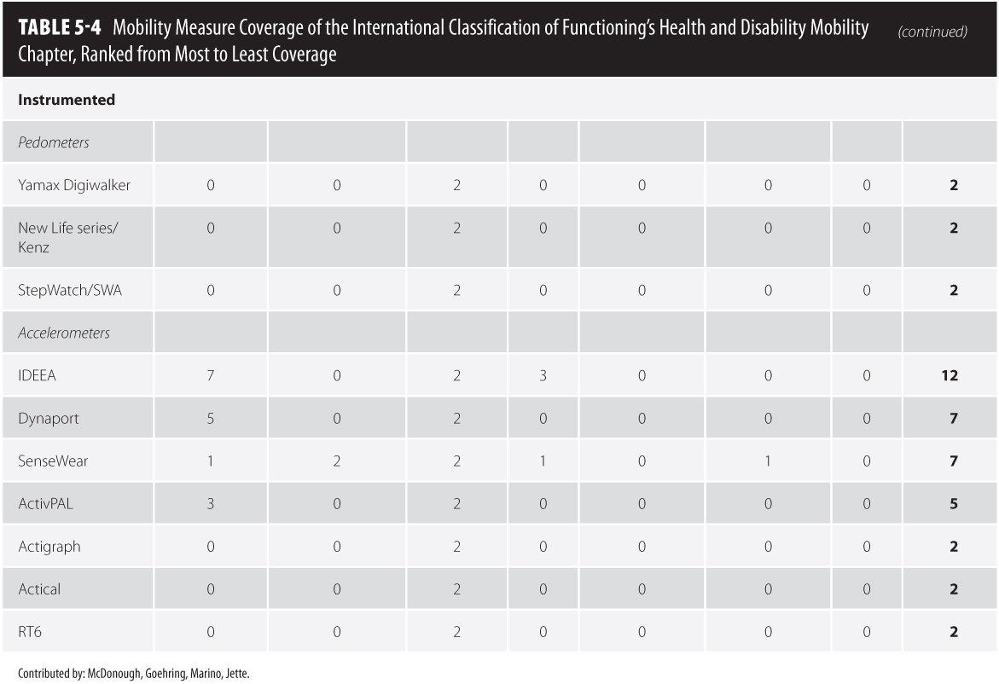 TABLE 5-4 Mobility Measure Coverage of the International Classification of Functioning's Health and Disability Mobility (continued)
Chapter, Ranked from Most to Least Coverage
Instrumented
Pedometers
Yamax Digiwalker 0 0 2 0 0 0 0 2
New Life series/ 0 0 2 0 0 0 0 2
Kenz
StepWatch/SWA 0 0 2 0 0 0 0 2
Accelerometers
IDEEA 7 0 2 3 0 0 0 12
Dynaport 5 0 2 0 0 0 0 7
SenseWear 1 2 2 1 0 1 0 7
ActivPAL 3 0 2 0 0 0 0 5
Actigraph 0 0 2 0 0 0 0 2
Actical 0 0 2 0 0 0 0 2
RT6 0 0 2 0 0 0 0 2
Contributed by: McDonough, Goehring, Marino, Jette.